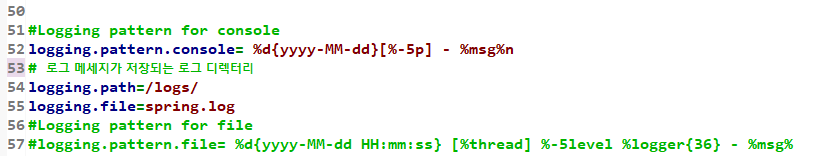 50
51 #Logging pattern for console
52 logging.pattern.console= %d{yyyy-MM-dd}[%-5p] - %msg%n
53 # 로그 메세지가 저장되는 로그 디렉터리
54 logging.path=/logs/
55 logging.file=spring.log
56 #Logging pattern for file
57 #logging.pattern.file= %d{yyyy-MM-dd HH:mm:ss} [%thread] %-5level %logger{36} - %msg%